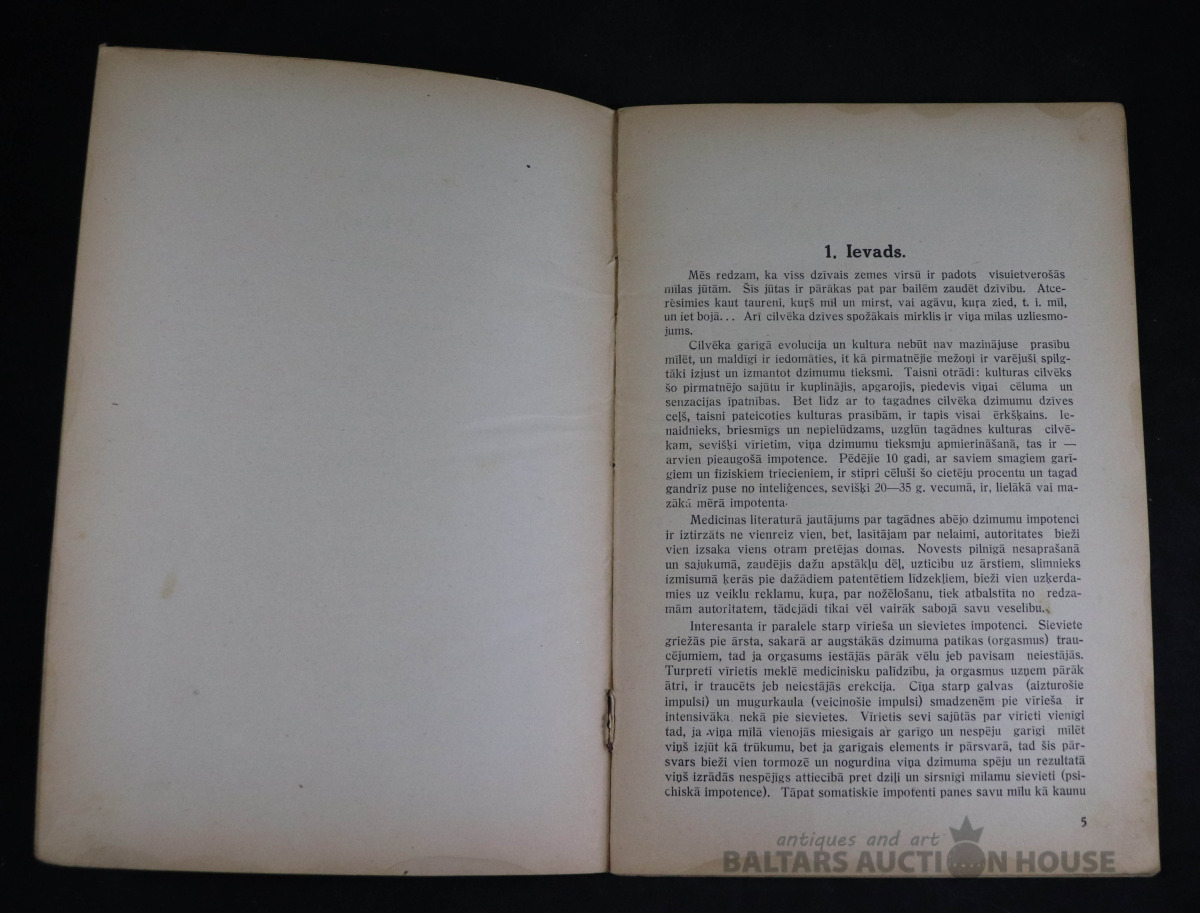 1. Ievads.
Mēs redzam, ka viss dzīvais zemes virsū ir padots visuietverošās
mīlas jūtām. Šīs jūtas ir pārākas pat par bailēm zaudēt dzīvību. Atce-
rēsimies kaut taureni, kuŗš mīl un mirst, vai agāvu, kuŗa zied, t. i. mīl,
un iet bojā... Arī cilvēka dzīves spožākais mirklis ir viņa mīlas uzliesmo-
jums.
Cilvēka garīgā evolucija un kultura nebūt nav mazinājuse prasību
mīlēt, un maldīgi ir iedomāties, it kā pirmatnējie mežoņi ir varējuši spilg-
tāki izjust un izmantot dzimumu tieksmi. Taisni otrādi: kulturas cilvēks
šo pirmatnējo sajūtu ir kuplinājis, apgarojis, piedevis viņai cēluma un
senzacijas īpatnības. Bet līdz ar to tagadnes cilvēka dzimumu dzīves
ceļš, taisni pateicoties kulturas prasībām, ir tapis visai ērkšķains. Ie-
naidnieks, briesmīgs un nepielūdzams, uzglūn tagādnes kulturas cilvē-
kam, sevišķi vīrietim, viņa dzimumu tieksmju apmierināšanā, tas ir —
arvien pieaugošā impotence. Pēdējie 10 gadi, ar saviem smagiem garī-
giem un fiziskiem triecieniem, ir stipri cēluši šo cietēju procentu un tagad
gandrīz puse no inteliģences, sevišķi 20—35 g. vecumā, ir, lielākā vai ma-
zākā mērā impotenta.
Medicinas literaturā jautājums par tagādnes abējo dzimumu impotenci
ir iztirzāts ne vienreiz vien, bet, lasītājam par nelaimi, autoritates bieži
vien izsaka viens otram pretējas domas. Novests pilnīgā nesaprašanā
un sajukumā, zaudējis dažu apstākļu dēļ, uzticību uz ārstiem, slimnieks
izmisumā ķerās pie dažādiem patentētiem līdzekļiem, bieži vien uzķerda-
mies uz veiklu reklamu, kuŗa, par nožēlošanu, tiek atbalstīta no redza-
mām autoritatem, tādejādi tikai vēl vairāk sabojā savu veselību.
Interesanta ir paralele starp vīrieša un sievietes impotenci. Sieviete
griežās pie ārsta, sakarā ar augstākās dzimuma patikas (orgasmus) trau-
cējumiem, tad ja orgasums iestājās pārāk vēlu jeb pavisam neiestājās.
Turpreti vīrietis meklē medicinisku palīdzību, ja orgasmus uzņem pārāk
ātri, ir traucēts jeb neiestājās erekcija. Cīņa starp galvas (aizturošie
impulsi) un mugurkaula (veicinošie impulsi) smadzenēm pie vīrieša ir
intensivāka nekā pie sievietes. Vīrietis sevi sajūtās par vīrieti vienīgi
tad, ja viņa mīlā vienojās miesīgais ar garīgo un nespēju garīgi mīlēt
viņš izjūt kā trūkumu, bet ja garīgais elements ir pārsvarā, tad šis pār-
svars bieži vien tormozē un nogurdina viņa dzimuma spēju un rezultatā
viņš izrādās nespējīgs attiecībā pret dziļi un sirsnīgi mīlamu sievieti (psi-
chiskā impotence). Tāpat somatiskie impotenti panes savu mīlu kā kaunu
5
antiques and art
BALTARS AUCTION HOUSE